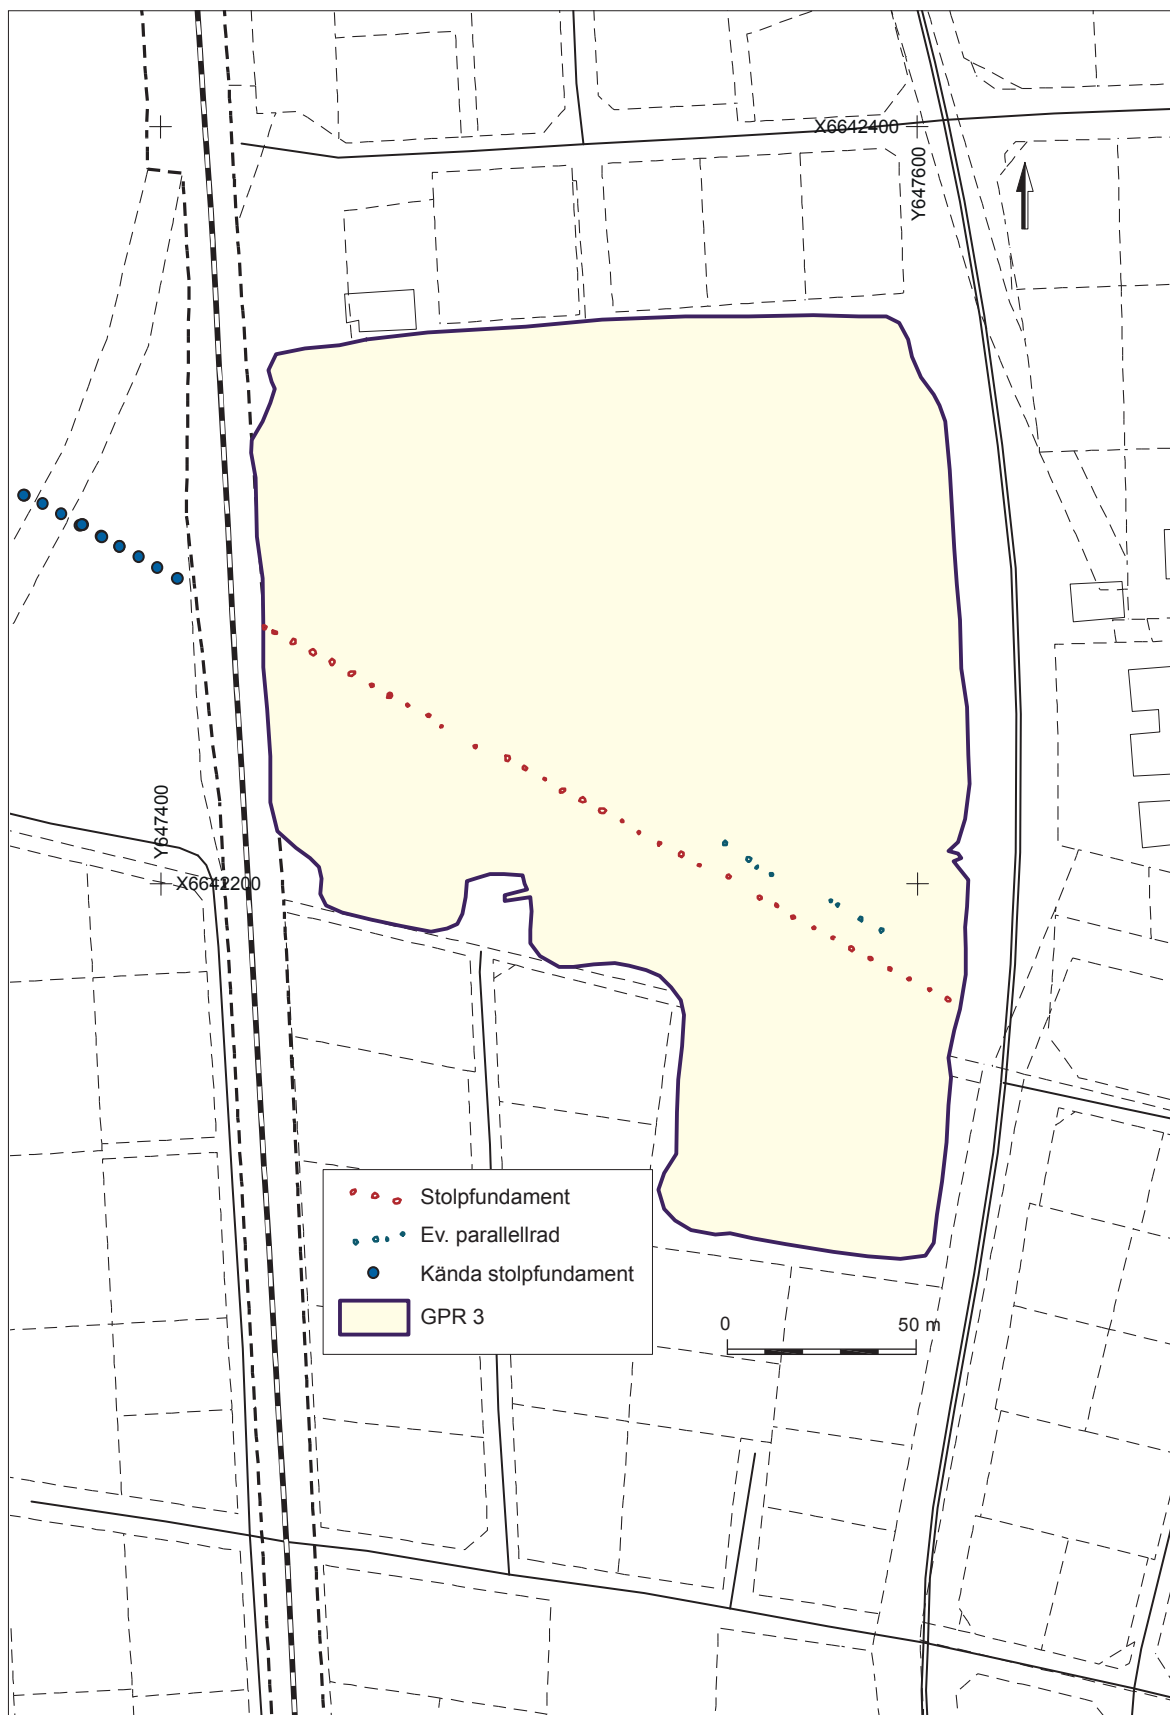 X6642400
Y647600
Y647400
X6642200
Stolpfundament
Ev. parallellrad
Kända stolpfundament
GPR 3
0 50 m